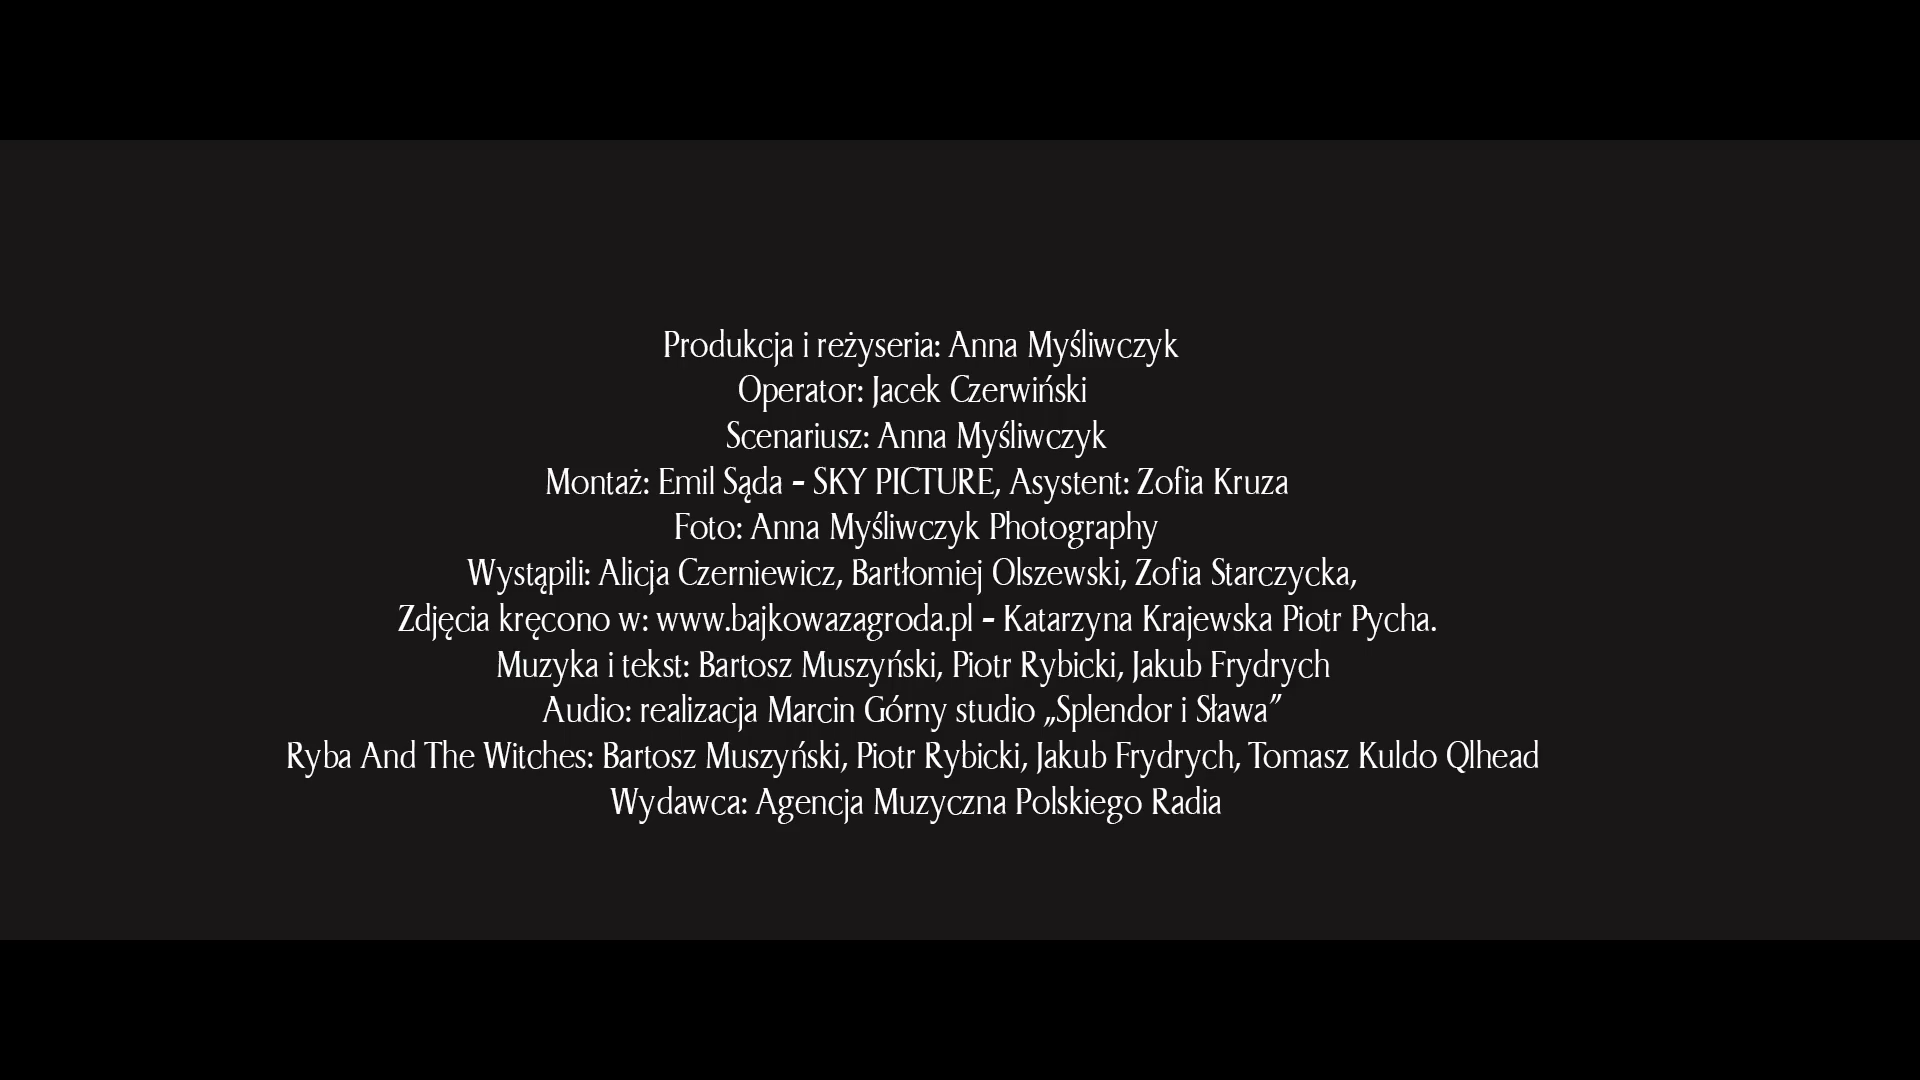 Produkcja i reżyseria: Anna Myśliwczyk
Operator: Jacek Czerwiński
Scenariusz: Anna Myśliwczyk
Montaż: Emil Sąda - SKY PICTURE, Asystent: Zofia Kruza
Foto: Anna Myśliwczyk Photography
Wystąpili: Alicja Czerniewicz, Bartłomiej Olszewski, Zofia Starczycka,
Zdjęcia kręcono w: www.bajkowazagroda.pl - Katarzyna Krajewska Piotr Pycha.
Muzyka i tekst: Bartosz Muszyński, Piotr Rybicki, Jakub Frydrych
Audio: realizacja Marcin Górny studio „Splendor i Sława”
Ryba And The Witches: Bartosz Muszyński, Piotr Rybicki, Jakub Frydrych, Tomasz Kuldo Qlhead
Wydawca: Agencja Muzyczna Polskiego Radia